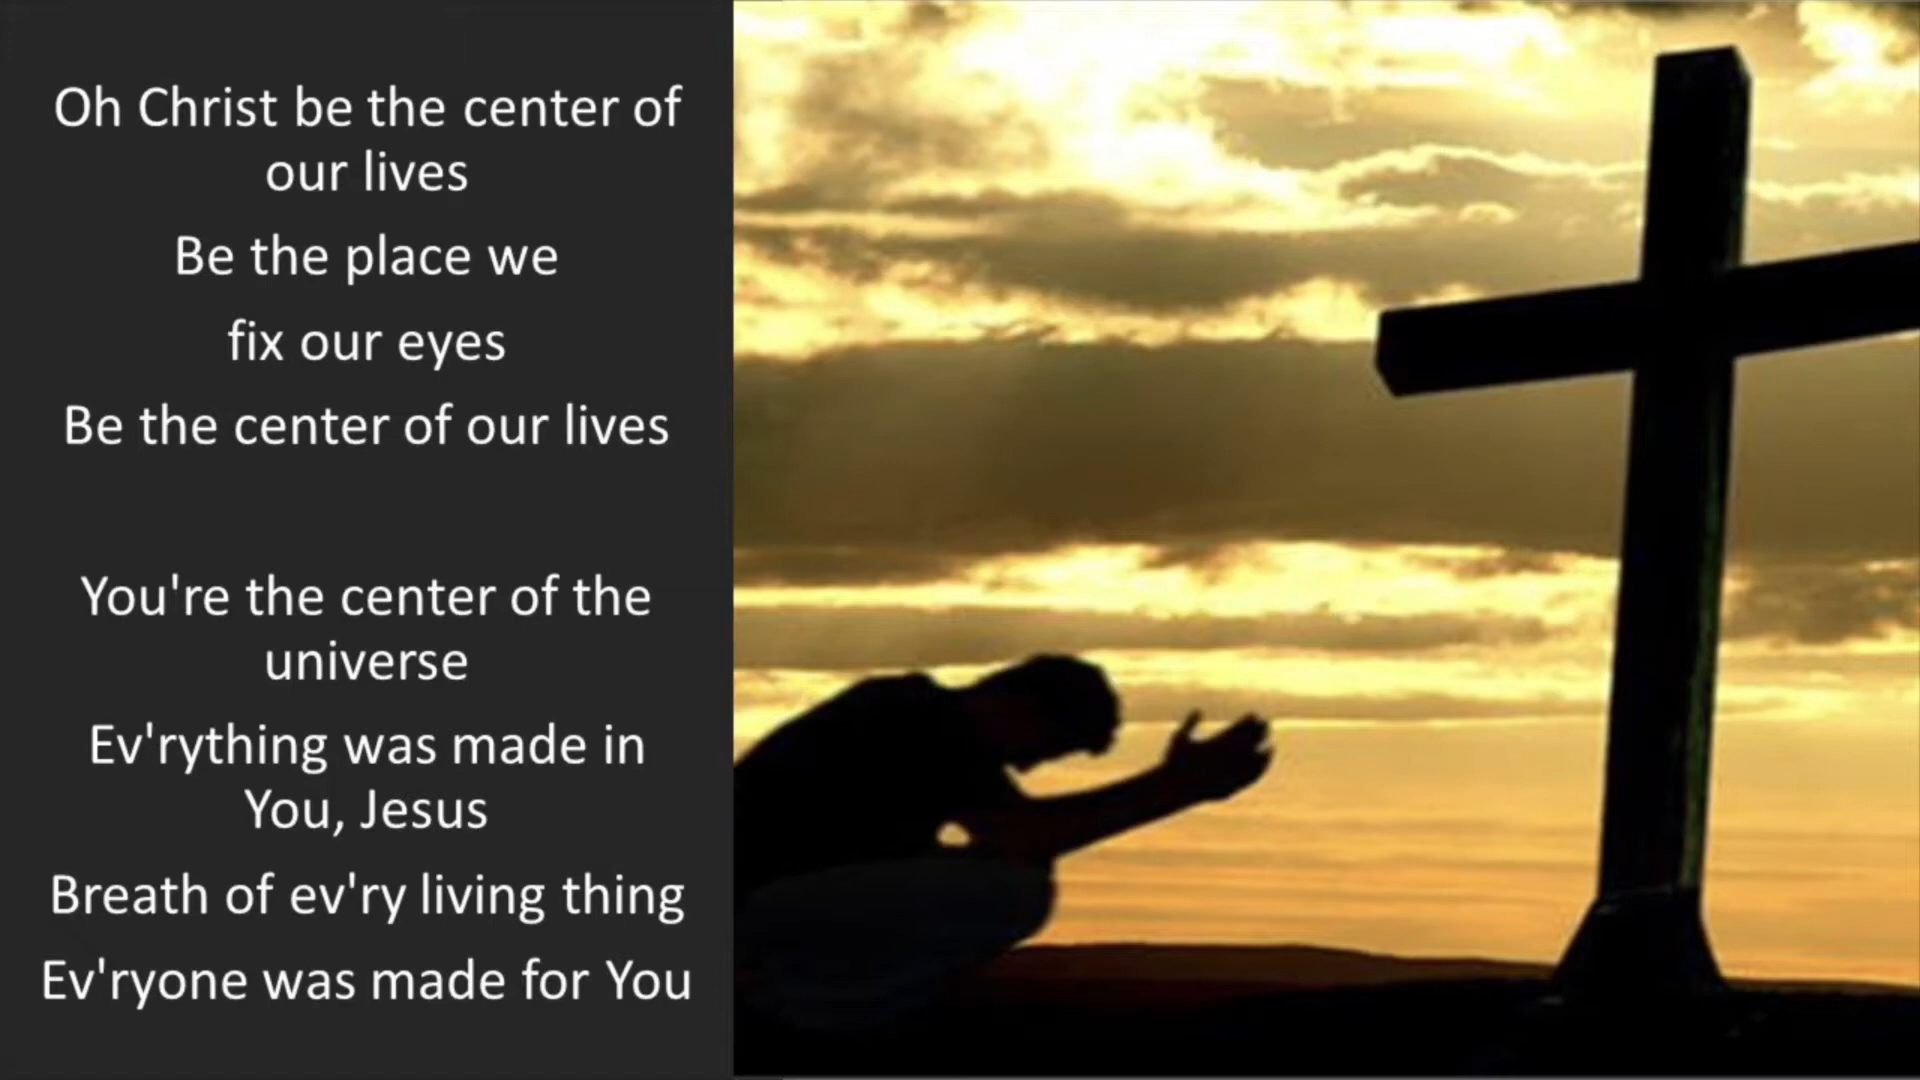 Oh Christ be the center of
our lives
Be the place we
fix our eyes
Be the center of our lives
You're the center of the
universe
Ev'rything was made in
You, Jesus
Breath of ev'ry living thing
Ev'ryone was made for You